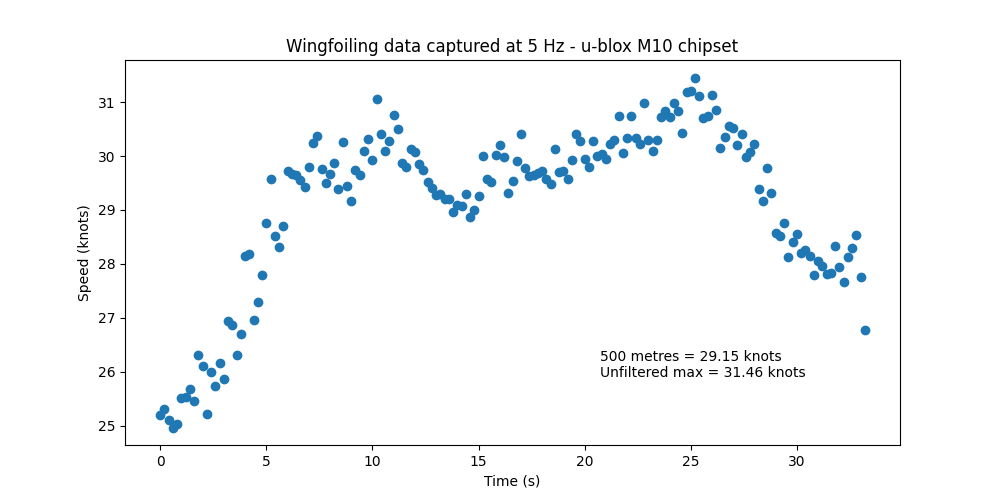 Wingfoiling data captured at 5 Hz - u-blox M10 chipset
31
30
29
28
27
26
25
Speed (knots)
500 metres = 29.15 knots
Unfiltered max = 31.46 knots
0 5 10 15 20 25 30
Time (s)